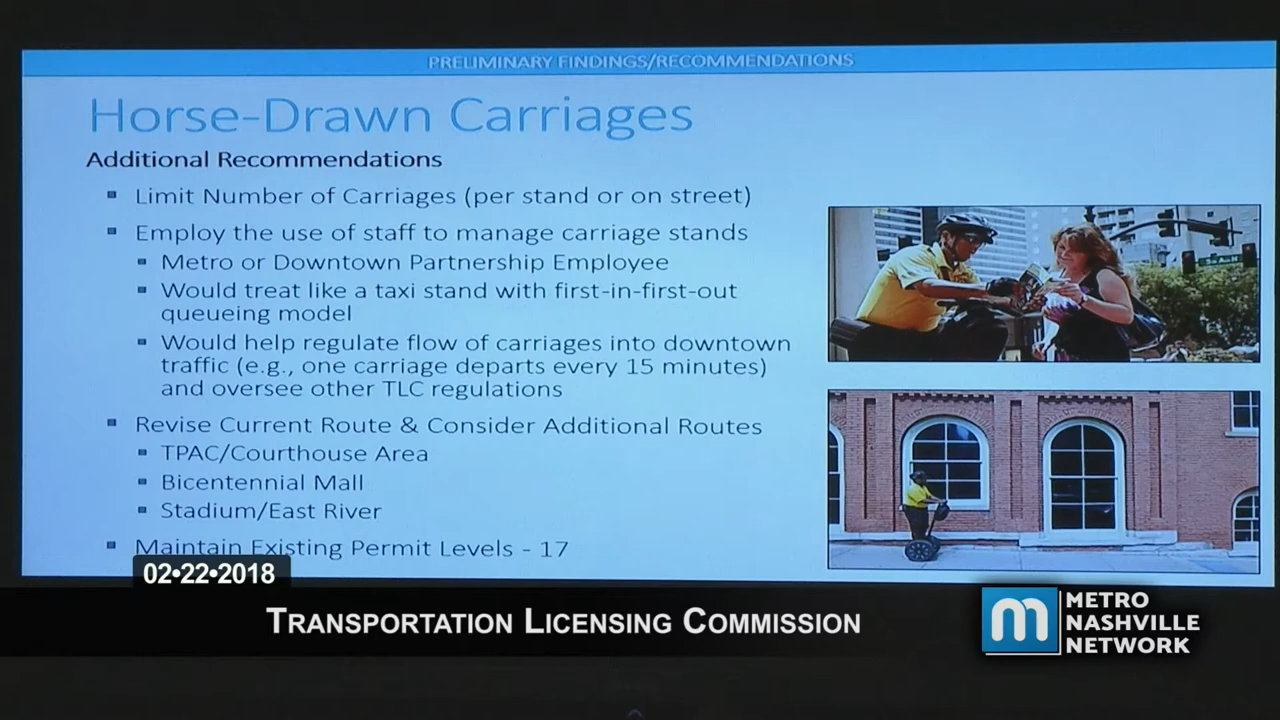 PRELIMINARY FINDINGS/RECOMMENDATIONS
Horse-Drawn Carriages
Additional Recommendations
Limit Number of Carriages (per stand or on street)
Employ the use of staff to manage carriage stands
Metro or Downtown Partnership Employee
Would treat like a taxi stand with first-in-first-out
queueing model
Would help regulate flow of carriages into downtown
traffic (e.g., one carriage departs every 15 minutes)
and oversee other TLC regulations
Revise Current Route & Consider Additional Routes
TPAC/Courthouse Area
Bicentennial Mall
Stadium/East River
Maintain Existing Permit Levels - 17
02•22•2018
TRANSPORTATION LICENSING COMMISSION
m
METRO
NASHVILLE
NETWORK